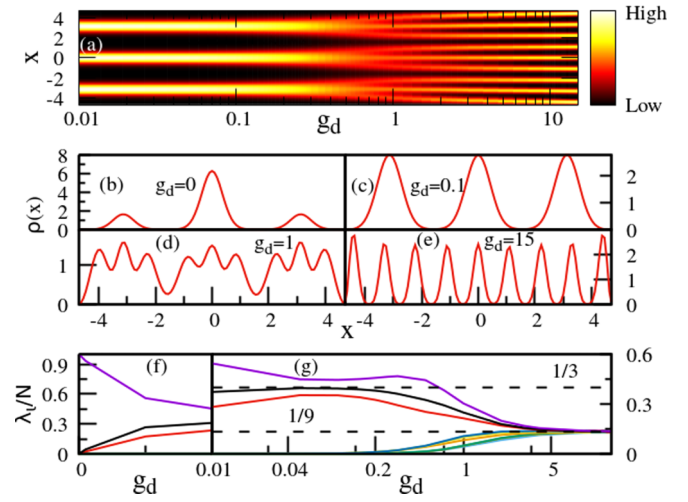 4
2
0
-2
-4
x
(a)
0.01
0.1
1
10
g_d
High
Low
8
6
4
2
0
(b)
g_d=0
(c)
g_d=0.1
2
1
0
ρ(x)
1
0
(d)
g_d=1
(e)
g_d=15
2
1
0
-4
-2
0
2
4
-4
-2
0
2
4
x
0.9
0.6
0.3
0
λ_ι/N
(f)
(g)
1/3
1/9
0.6
0.4
0.2
0
0
0.01
0.04
0.2
1
5
g_d
g_d